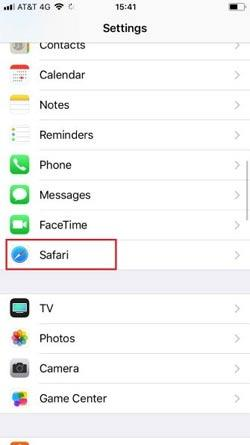 AT&T 4G 15:41
Settings
Contacts
Calendar
Notes
Reminders
Phone
Messages
FaceTime
Safari
TV
Photos
Camera
Game Center